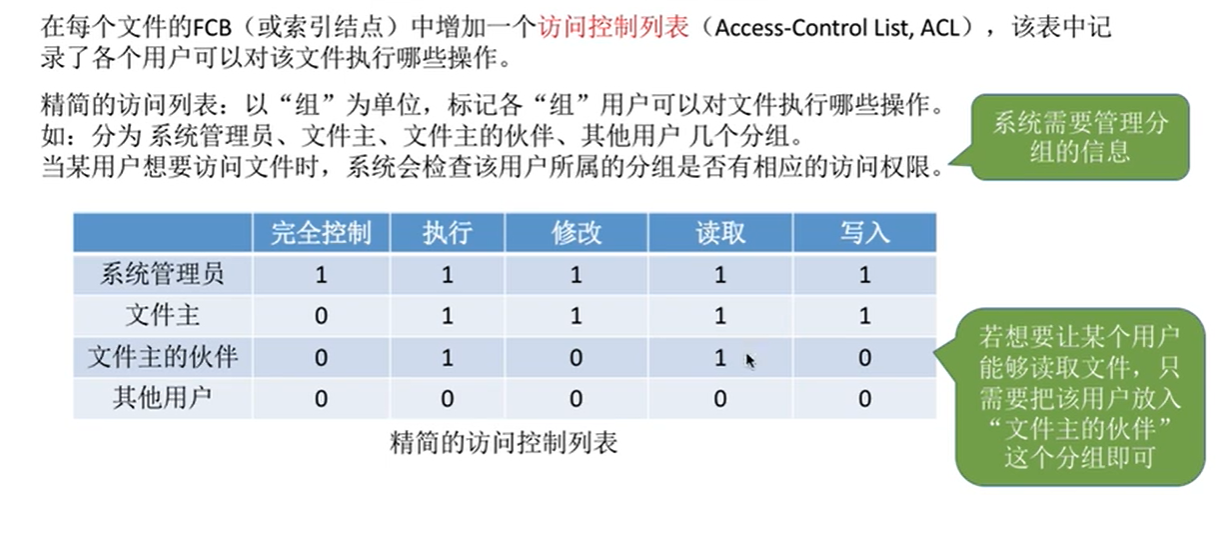 在每个文件的FCB（或索引结点）中增加一个访问控制列表（Access-Control List, ACL），该表中记
录了各个用户可以对该文件执行哪些操作。
精简的访问列表：以“组”为单位，标记各“组”用户可以对文件执行哪些操作。
如：分为 系统管理员、文件主、文件主的伙伴、其他用户 几个分组。
当某用户想要访问文件时，系统会检查该用户所属的分组是否有相应的访问权限。
系统需要管理分
组的信息
完全控制 执行 修改 读取 写入
系统管理员 1 1 1 1 1
文件主 0 1 1 1 1
文件主的伙伴 0 1 0 1 0
其他用户 0 0 0 0 0
精简的访问控制列表
若想要让某个用户
能够读取文件，只
需要把该用户放入
“文件主的伙伴”
这个分组即可